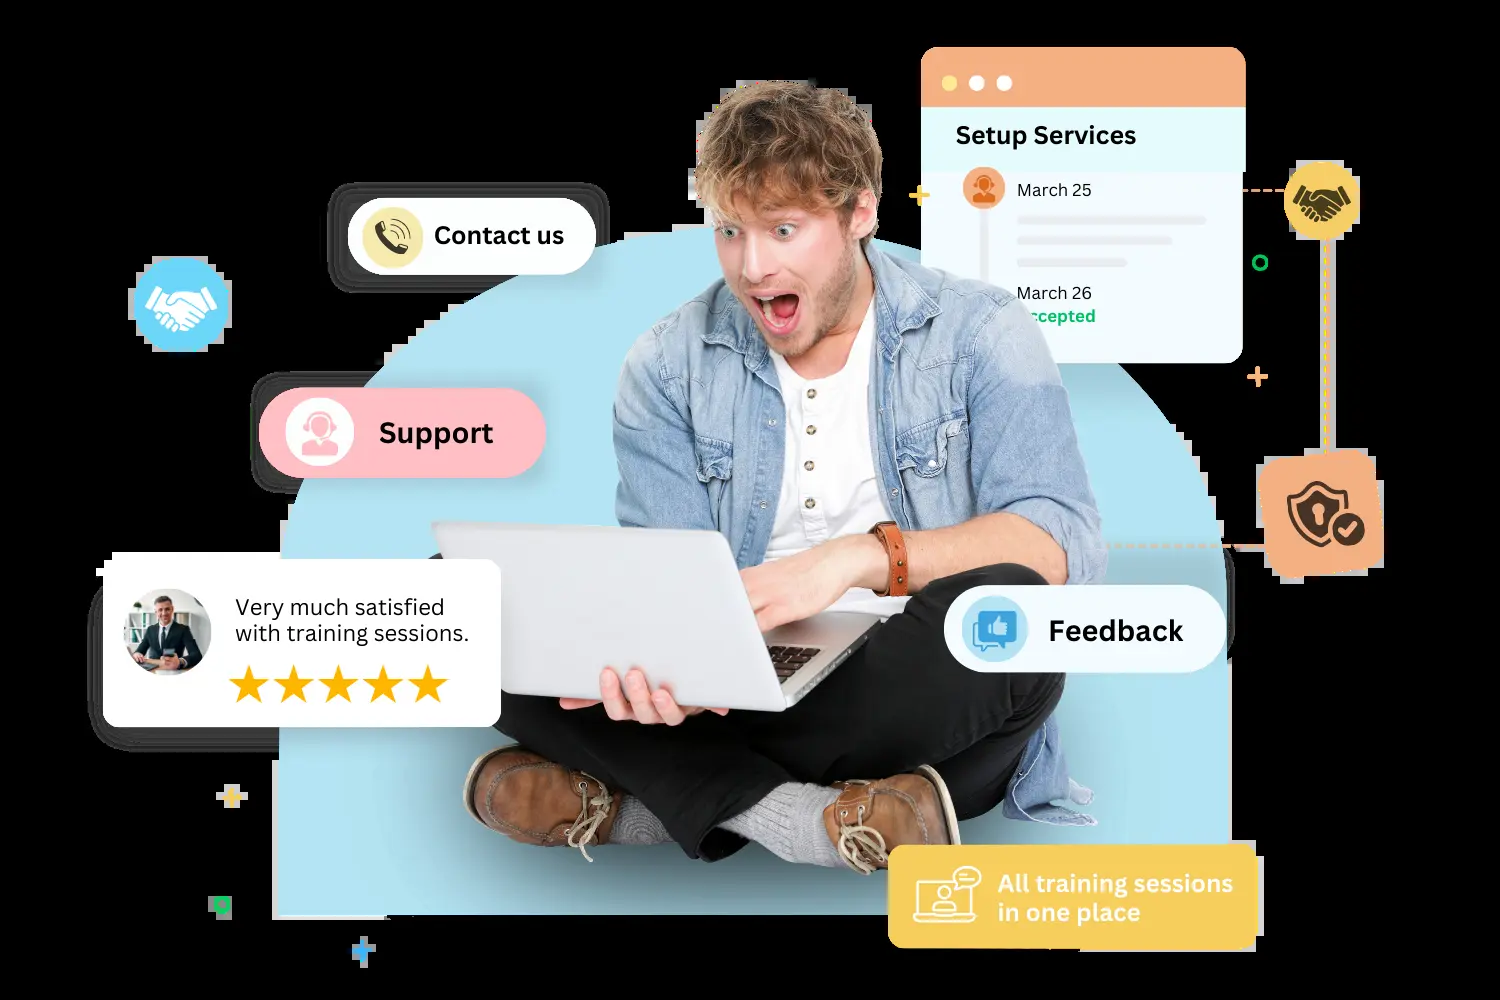 Setup Services
March 25
March 26
ccepted
Contact us
Support
Very much satisfied
with training sessions.
Feedback
All training sessions
in one place